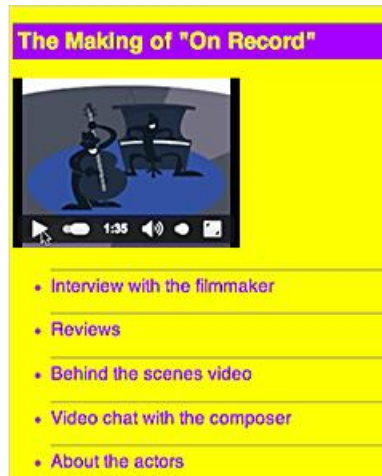 The Making of "On Record"
1:35
Interview with the filmmaker
Reviews
Behind the scenes video
Video chat with the composer
About the actors